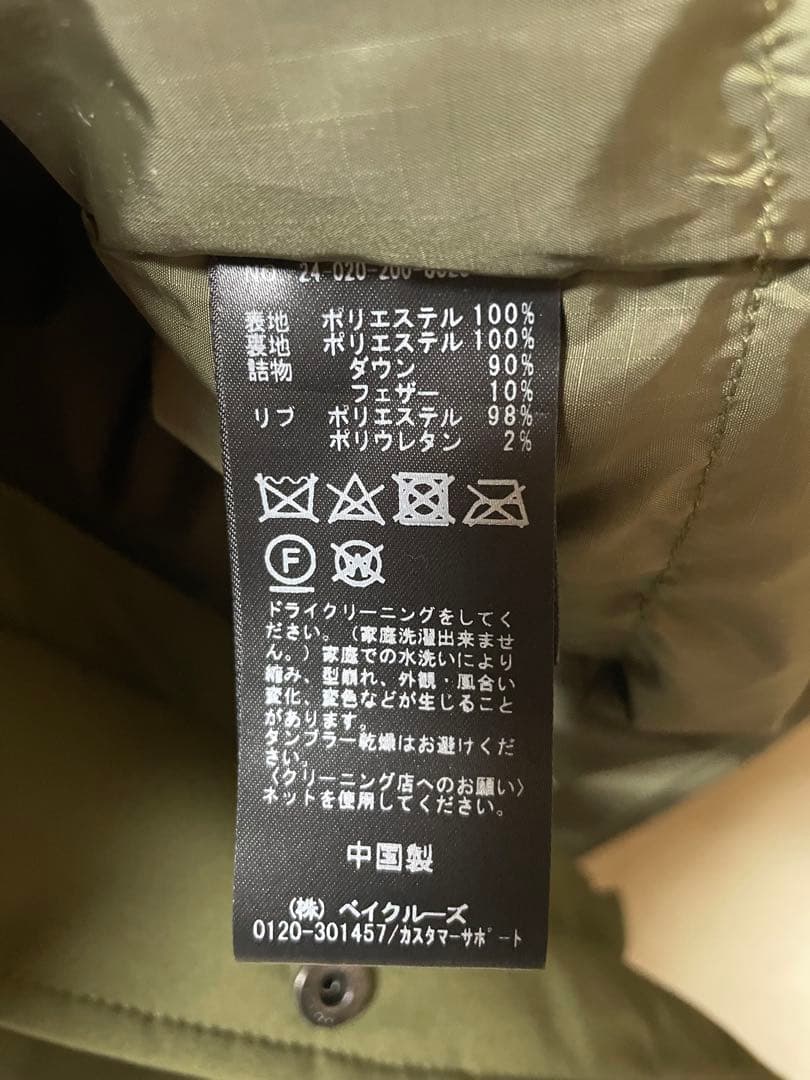 24-020-200-
表地 ポリエステル 100%
裏地 ポリエステル 100%
詰物 ダウン 90%
フェザー 10%
リブ ポリエステル 98%
ポリウレタン 2%
F
W
ドライクリーニングをしてく
ださい。(家庭洗濯出来ませ
ん。)家庭での水洗いにより
縮み、型崩れ、外観・風合い
変化、変色などが生じること
があります。
タンブラー乾燥はお避けくだ
さい。
〈クリーニング店へのお願い〉
ネットを使用してください。
中国製
(株)ベイクルーズ
0120-301457/カスタマーサポート